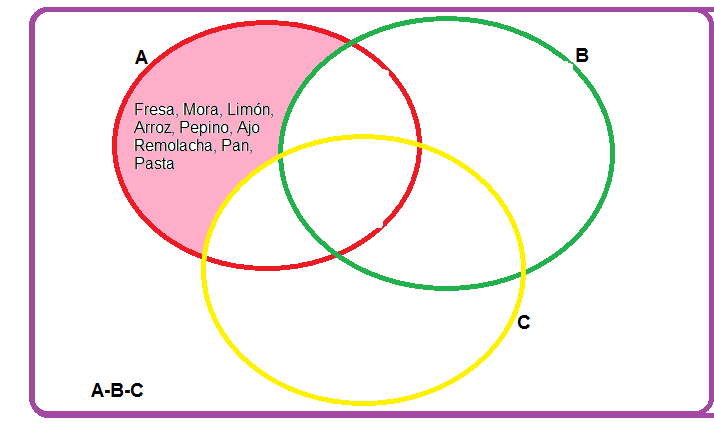 A
B
Fresa, Mora, Limón,
Arroz, Pepino, Ajo
Remolacha, Pan,
Pasta
C
A-B-C